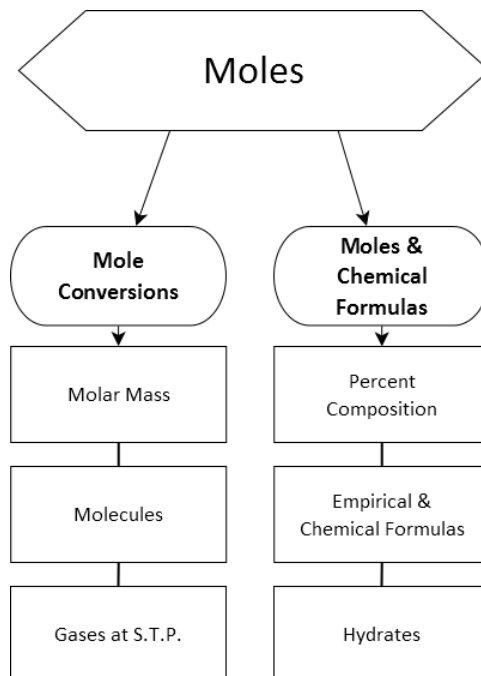 Moles
Mole
Conversions
Moles &
Chemical
Formulas
Molar Mass
Percent
Composition
Molecules
Empirical &
Chemical Formulas
Gases at S.T.P.
Hydrates